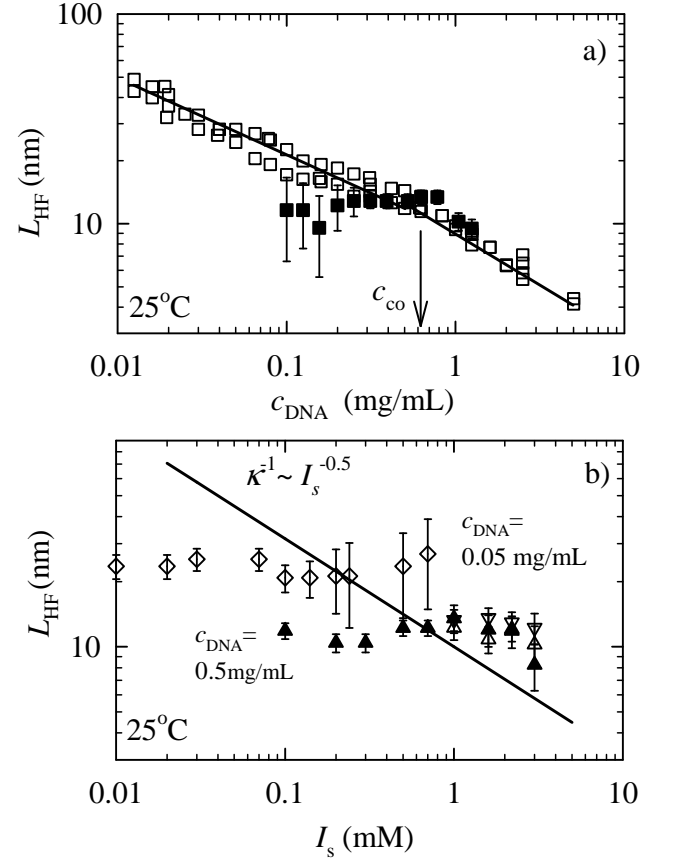 100
a)
L_HF (nm)
10
c_co
25°C
0.01 0.1 1 10
c_DNA (mg/mL)
κ⁻¹ ~ I_s^-0.5
b)
c_DNA=
0.05 mg/mL
L_HF (nm)
10
c_DNA=
0.5mg/mL
25°C
0.01 0.1 1 10
I_s (mM)